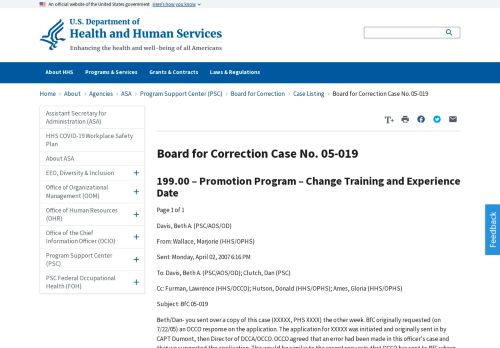 An official website of the United States government Here's how you know
U.S. Department of
Health and Human Services
Enhancing the health and well-being of all Americans
About HHS Programs & Services Grants & Contracts Laws & Regulations
Home > About > Agencies > ASA > Program Support Center (PSC) > Board for Correction > Case Listing > Board for Correction Case No. 05-019
Assistant Secretary for
Administration (ASA)
HHS COVID-19 Workplace Safety
Plan
About ASA
EEO, Diversity & Inclusion +
Office of Organizational
Management (OOM) +
Office of Human Resources
(OHR) +
Office of the Chief
Information Officer (OCIO) +
Program Support Center
(PSC) +
PSC Federal Occupational
Health (FOH) +
T+
Board for Correction Case No. 05-019
199.00 – Promotion Program – Change Training and Experience
Date
Page 1 of 1
Davis, Beth A. (PSC/AOS/OD)
From: Wallace, Marjorie (HHS/OPHS)
Sent: Monday, April 02, 2007 6:16 PM
To: Davis, Beth A. (PSC/AOS/OD); Clutch, Dan (PSC)
Cc: Furman, Lawrence (HHS/OCCO); Hutson, Donald (HHS/OPHS); Ames, Gloria (HHS/OPHS)
Subject: BfC 05-019
Beth/Dan- you sent over a copy of this case (XXXXX, PHS XXXX) the other week. BfC originally requested (on
7/22/05) an OCCO response on the application. The application for XXXXX was initiated and originally sent in by
CAPT Dumont, then Director of DCCA/OCCO. OCCO agreed that an error had been made in this officer's case and
Feedback